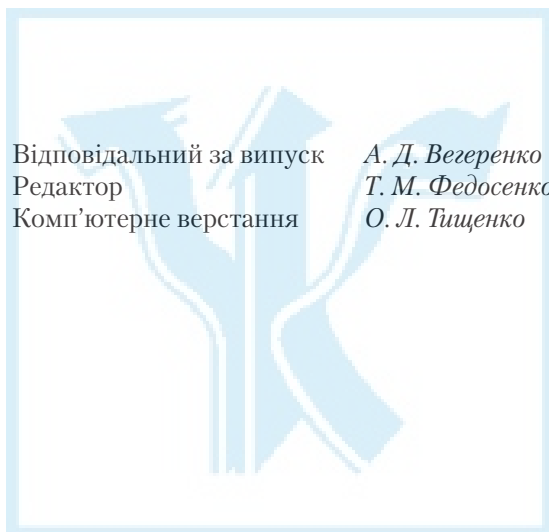 Відповідальний за випуск А. Д. Вегеренко
Редактор Т. М. Федосенко
Комп’ютерне верстання О. Л. Тищенко